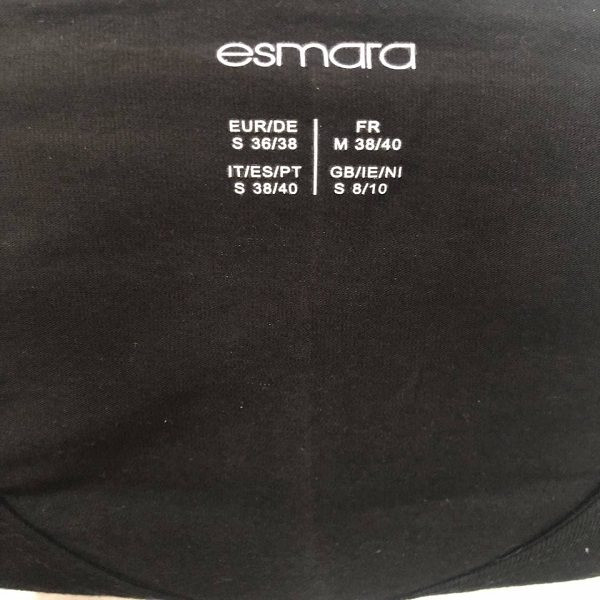 esmara
EUR/DE
S 36/38
FR
M 38/40
IT/ES/PT
S 38/40
GB/IE/NI
S 8/10